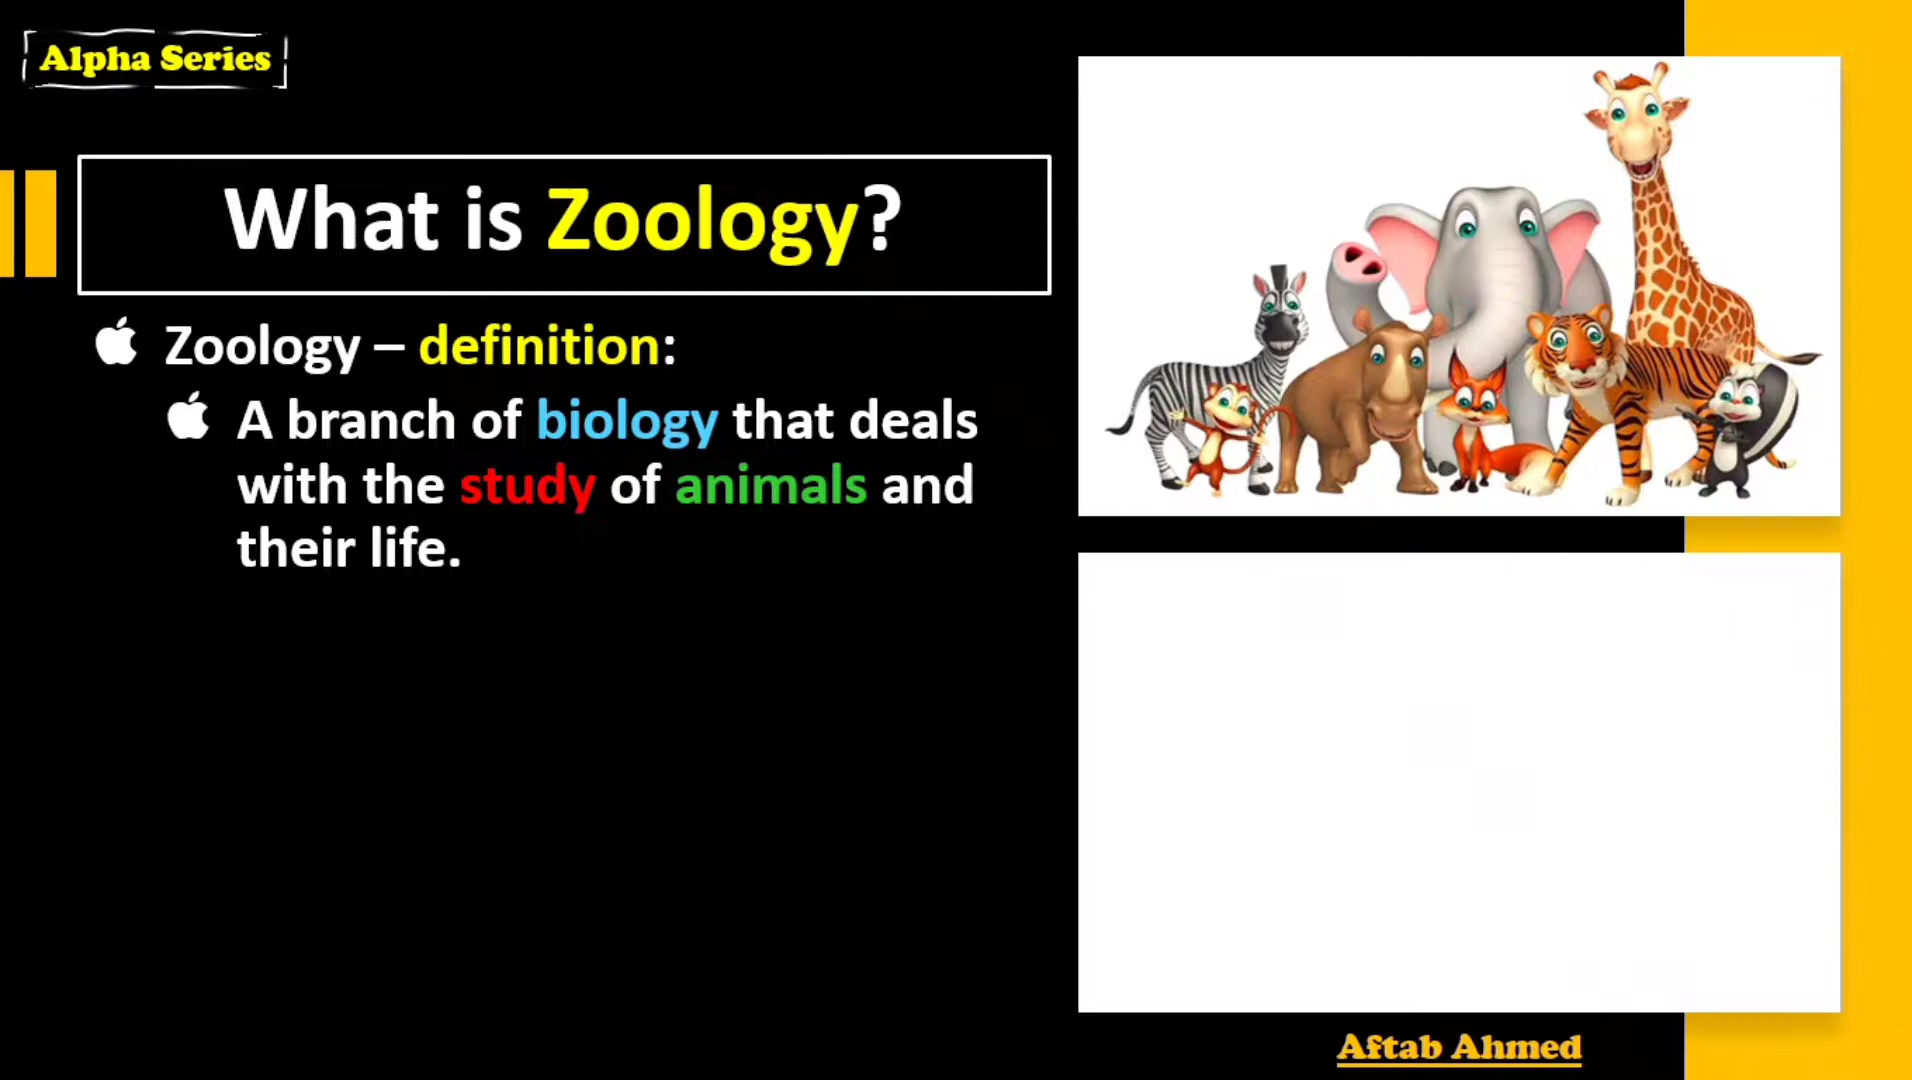 Alpha Series
What is Zoology?
Zoology – definition:
A branch of biology that deals
with the study of animals and
their life.
Aftab Ahmed